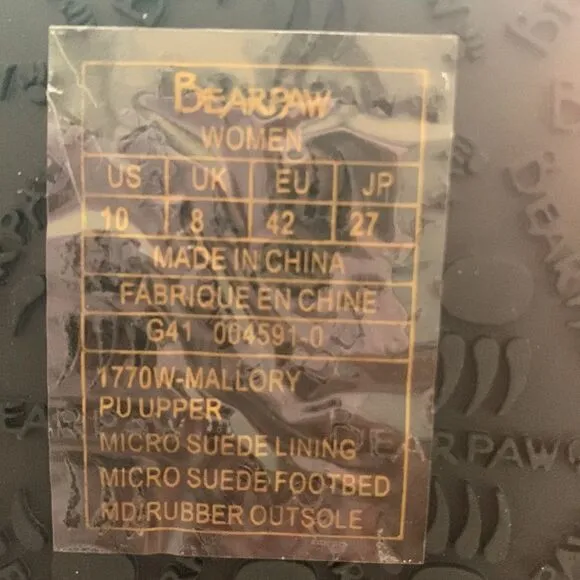 BEARPAW
WOMEN
US UK EU JP
10 8 42 27
MADE IN CHINA
FABRIQUE EN CHINE
G41 004591-0
1770W-MALLORY
PU UPPER
MICRO SUEDE LINING
MICRO SUEDE FOOTBED
MD/RUBBER OUTSOLE
BEARPAW